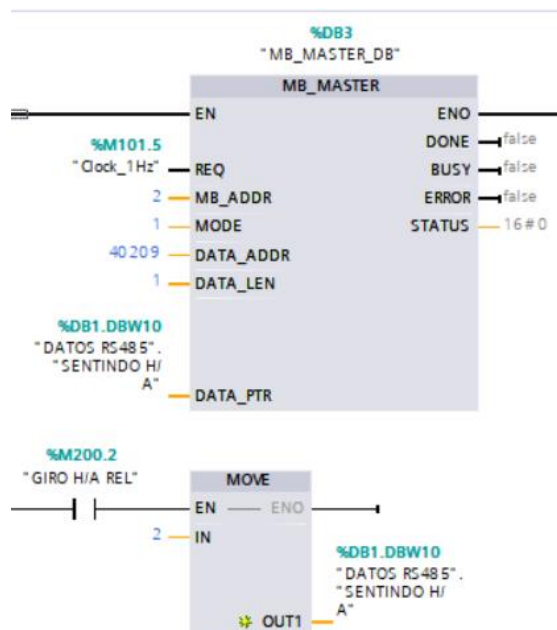 %DB3
"MB_MASTER_DB"
MB_MASTER
EN ENO
DONE false
%M101.5
"Clock_1Hz" REQ BUSY false
2 MB_ADDR ERROR false
1 MODE STATUS 16#0
40209 DATA_ADDR
1 DATA_LEN
%DB1.DBW10
"DATOS RS485".
"SENTINDO H/
A" DATA_PTR
%M200.2
"GIRO H/A REL" MOVE
EN ENO
2 IN
%DB1.DBW10
"DATOS RS485".
"SENTINDO H/
OUT1 A"